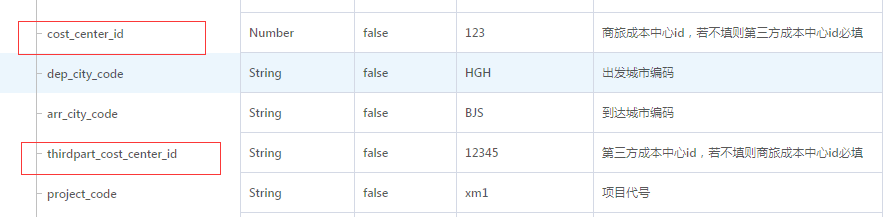 cost_center_id Number false 123 商旅成本中心id，若不填则第三方成本中心id必填
dep_city_code String false HGH 出发城市编码
arr_city_code String false BJS 到达城市编码
thirdpart_cost_center_id String false 12345 第三方成本中心id，若不填则商旅成本中心id必填
project_code String false xm1 项目代号